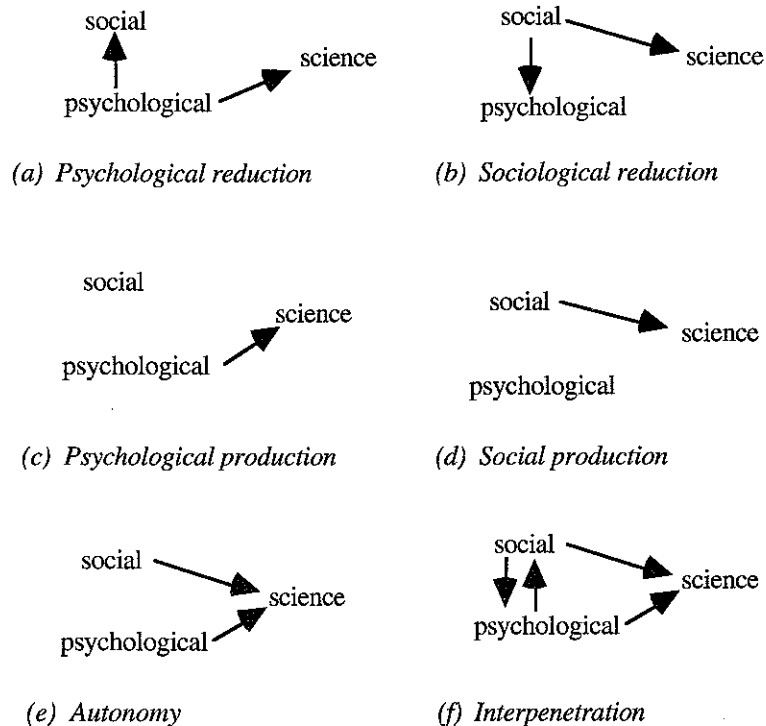 social
science
psychological
(a) Psychological reduction
social
science
psychological
(b) Sociological reduction
social
science
psychological
(c) Psychological production
social
science
psychological
(d) Social production
social
science
psychological
(e) Autonomy
social
science
psychological
(f) Interpenetration